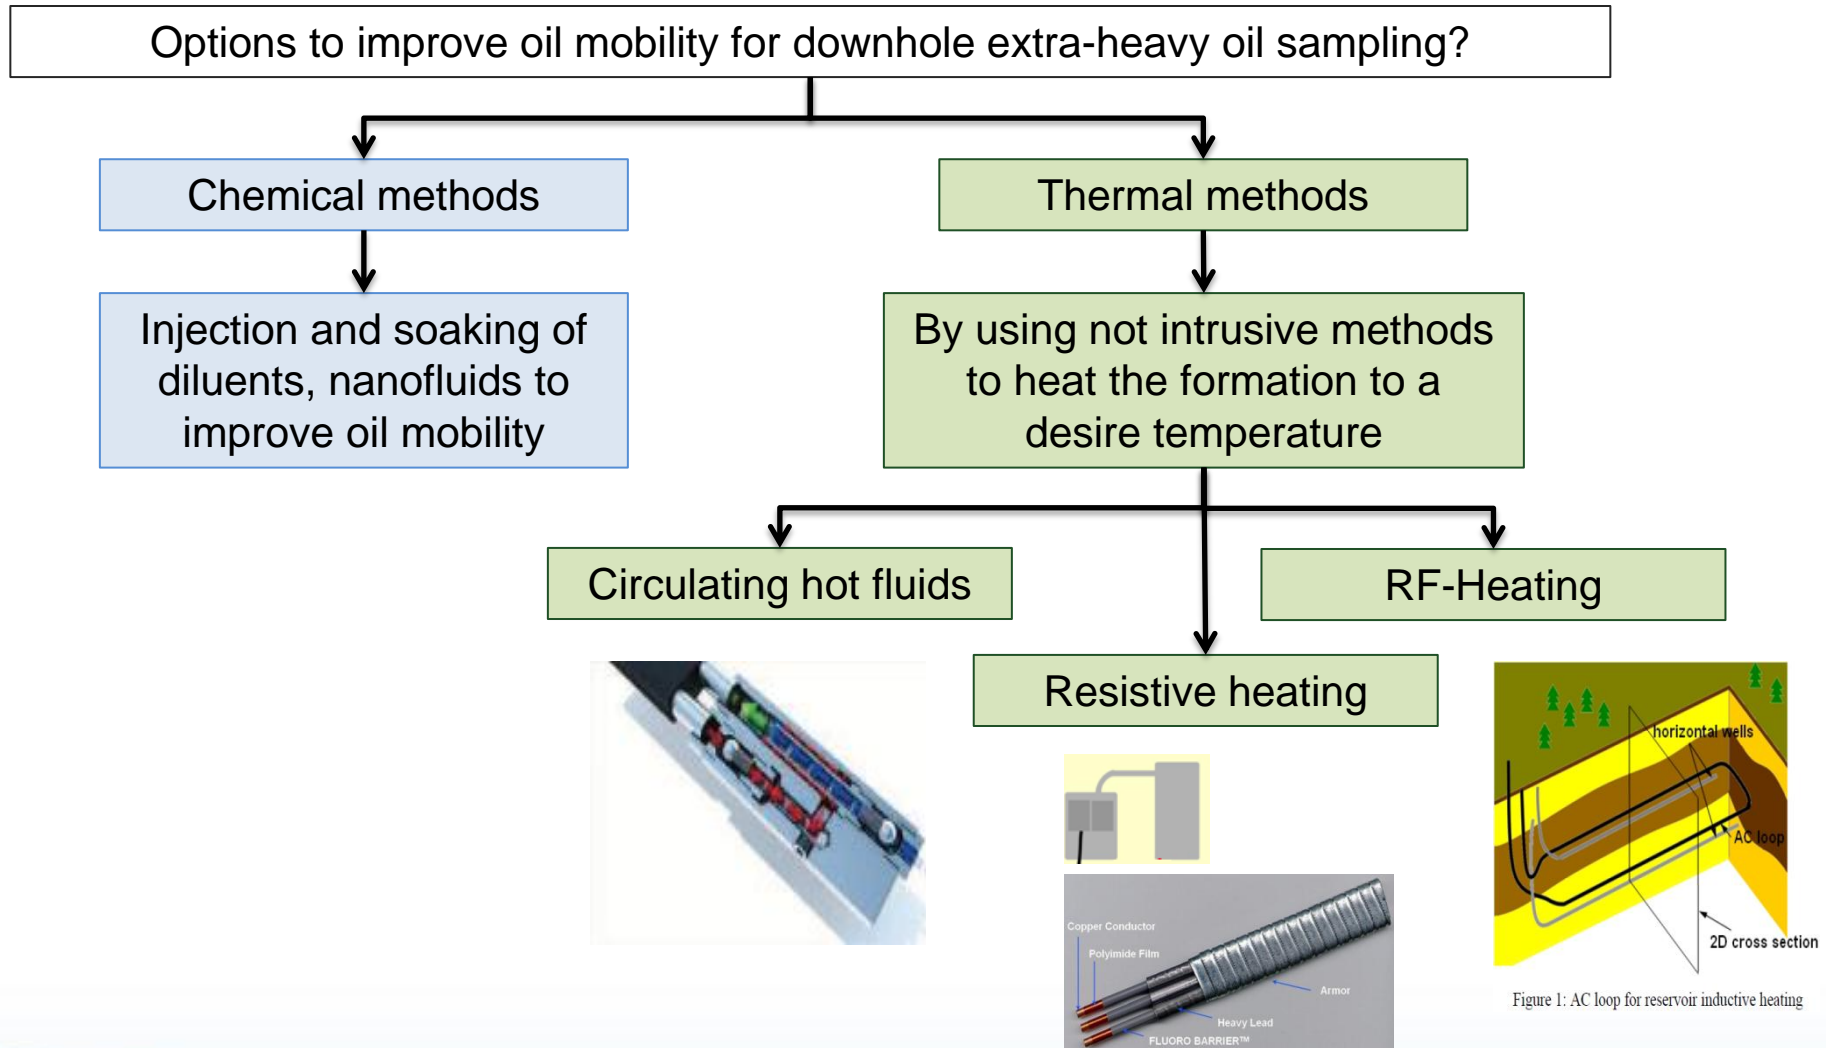 Options to improve oil mobility for downhole extra-heavy oil sampling?
Chemical methods
Thermal methods
Injection and soaking of
diluents, nanofluids to
improve oil mobility
By using not intrusive methods
to heat the formation to a
desire temperature
Circulating hot fluids
RF-Heating
Resistive heating
horizontal wells
AC loop
2D cross section
Figure 1: AC loop for reservoir inductive heating
Copper Conductor
Polyimide Film
Armor
Heavy Lead
FLUORO BARRIER™